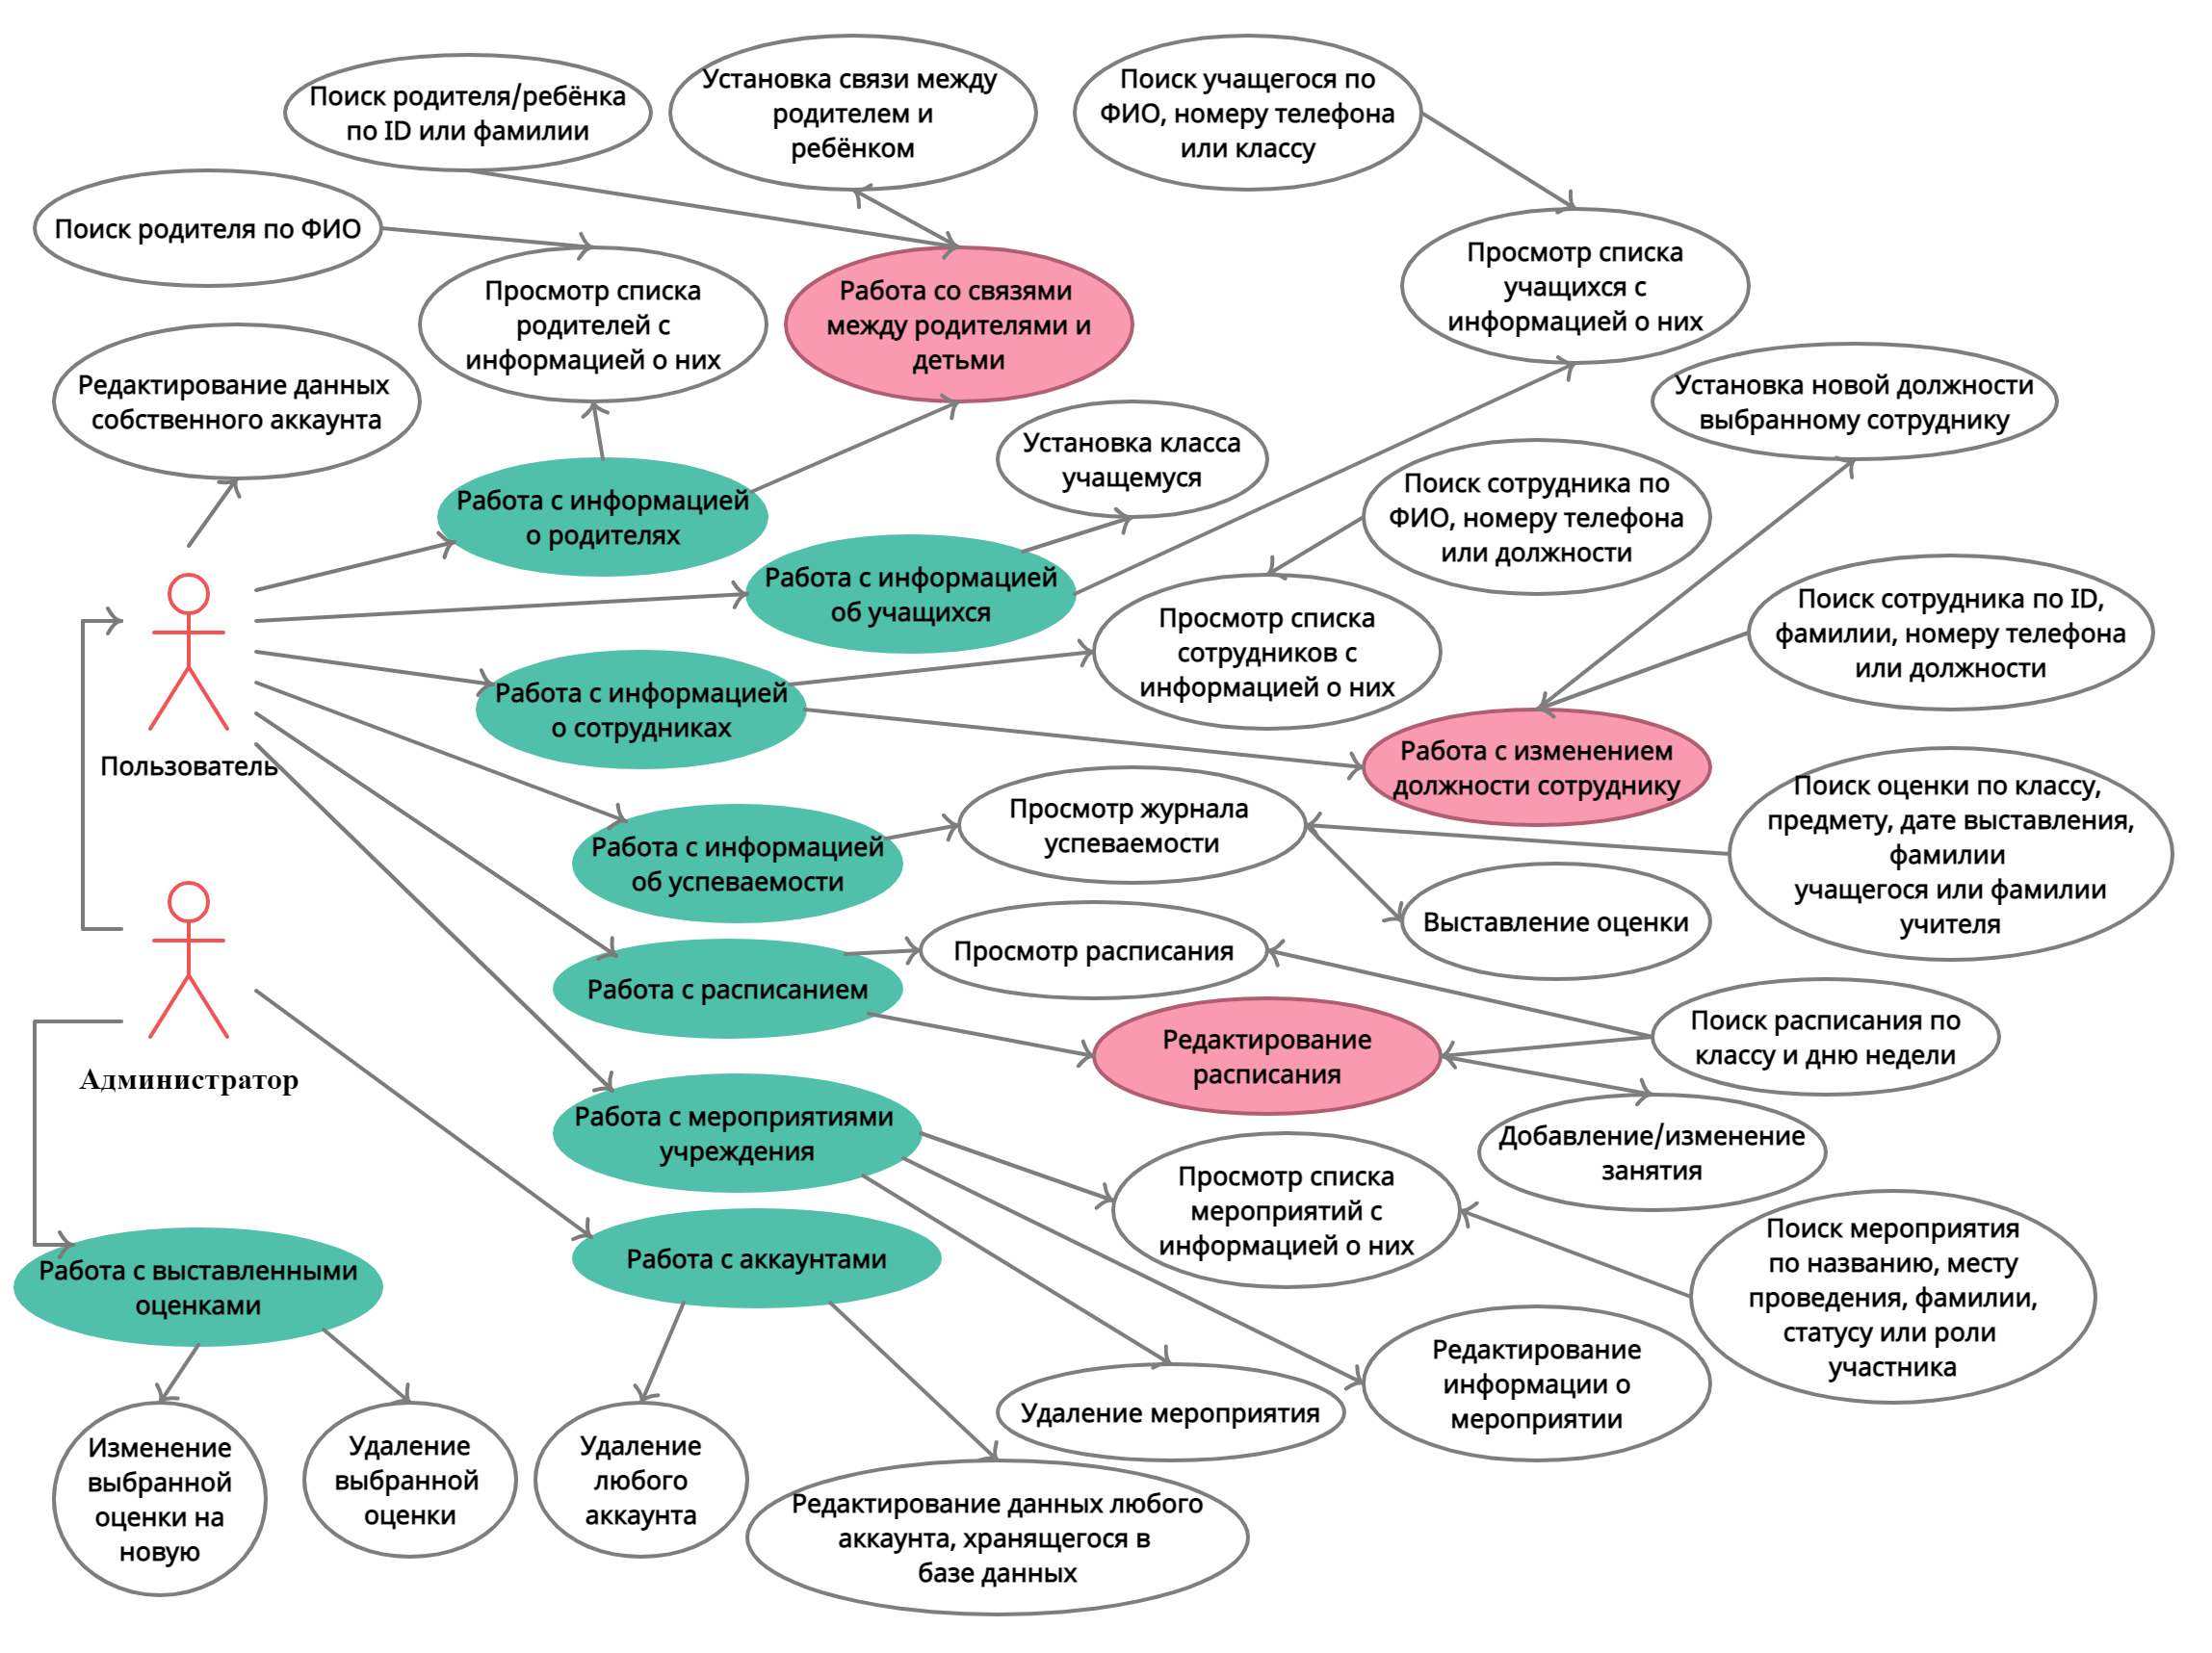 Поиск родителя/ребёнка
по ID или фамилии
Установка связи между
родителем и
ребёнком
Поиск учащегося по
ФИО, номеру телефона
или классу
Поиск родителя по ФИО
Просмотр списка
родителей с
информацией о них
Работа со связями
между родителями и
детьми
Просмотр списка
учащихся с
информацией о них
Редактирование данных
собственного аккаунта
Установка новой должности
выбранному сотруднику
Установка класса
учащемуся
Поиск сотрудника по
ФИО, номеру телефона
или должности
Работа с информацией
о родителях
Работа с информацией
об учащихся
Просмотр списка
сотрудников с
информацией о них
Поиск сотрудника по ID,
фамилии, номеру телефона
или должности
Работа с информацией
о сотрудниках
Пользователь
Работа с изменением
должности сотруднику
Просмотр журнала
успеваемости
Поиск оценки по классу,
предмету, дате выставления,
фамилии
учащегося или фамилии
учителя
Работа с информацией
об успеваемости
Выставление оценки
Просмотр расписания
Работа с расписанием
Редактирование
расписания
Поиск расписания по
классу и дню недели
Администратор
Работа с мероприятиями
учреждения
Добавление/изменение
занятия
Просмотр списка
мероприятий с
информацией о них
Поиск мероприятия
по названию, месту
проведения, фамилии,
статусу или роли
участника
Работа с аккаунтами
Работа с выставленными
оценками
Редактирование
информации о
мероприятии
Удаление мероприятия
Изменение
выбранной
оценки на
новую
Удаление
выбранной
оценки
Удаление
любого
аккаунта
Редактирование данных любого
аккаунта, хранящегося в
базе данных